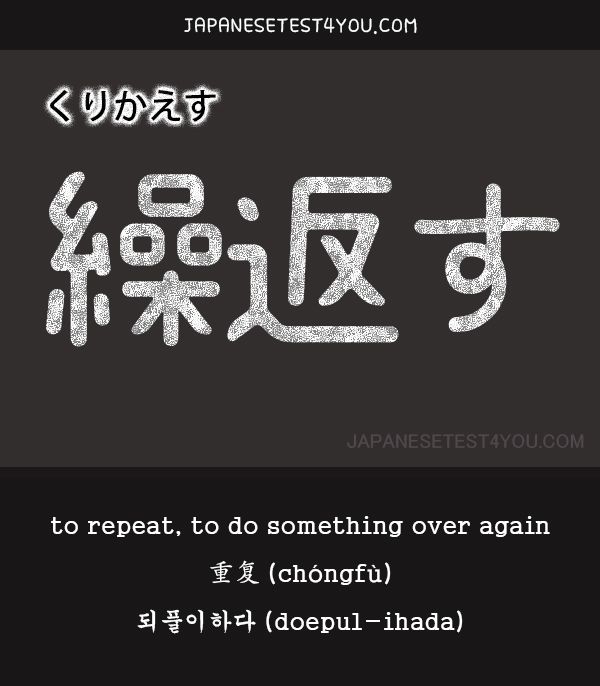 JAPANESETEST4YOU.COM
くりかえす
繰返す
JAPANESETEST4YOU.COM
to repeat, to do something over again
重复 (chóngfù)
되풀이하다 (doepul-ihada)